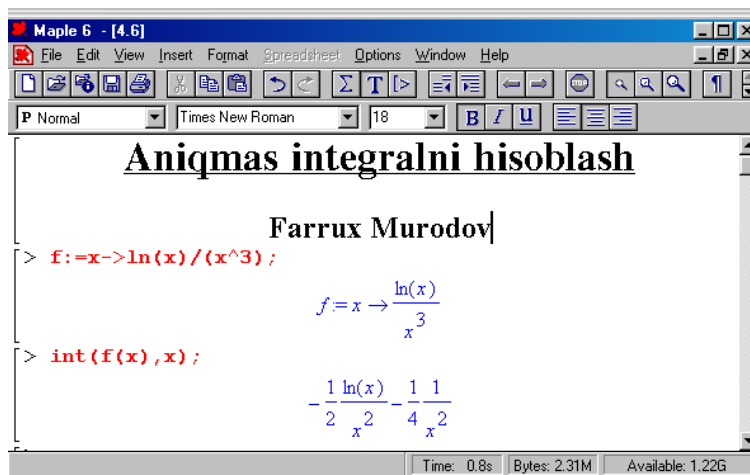 Maple 6 - [4.6]
File Edit View Insert Format Spreadsheet Options Window Help
Σ T [> STOP ¶
P Normal Times New Roman 18 B I U
Aniqmas integralni hisoblash
Farrux Murodov
> f:=x->ln(x)/(x^3);
f := x → ln(x)/x^3
> int(f(x),x);
- 1/2 ln(x)/x^2 - 1/4 1/x^2
Time: 0.8s Bytes: 2.31M Available: 1.22G